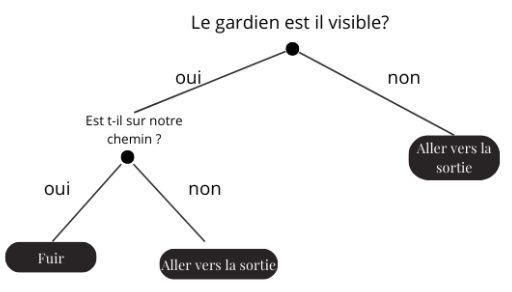 Le gardien est il visible?
oui
non
Est t-il sur notre
chemin ?
Aller vers la
sortie
oui
non
Fuir
Aller vers la sortie